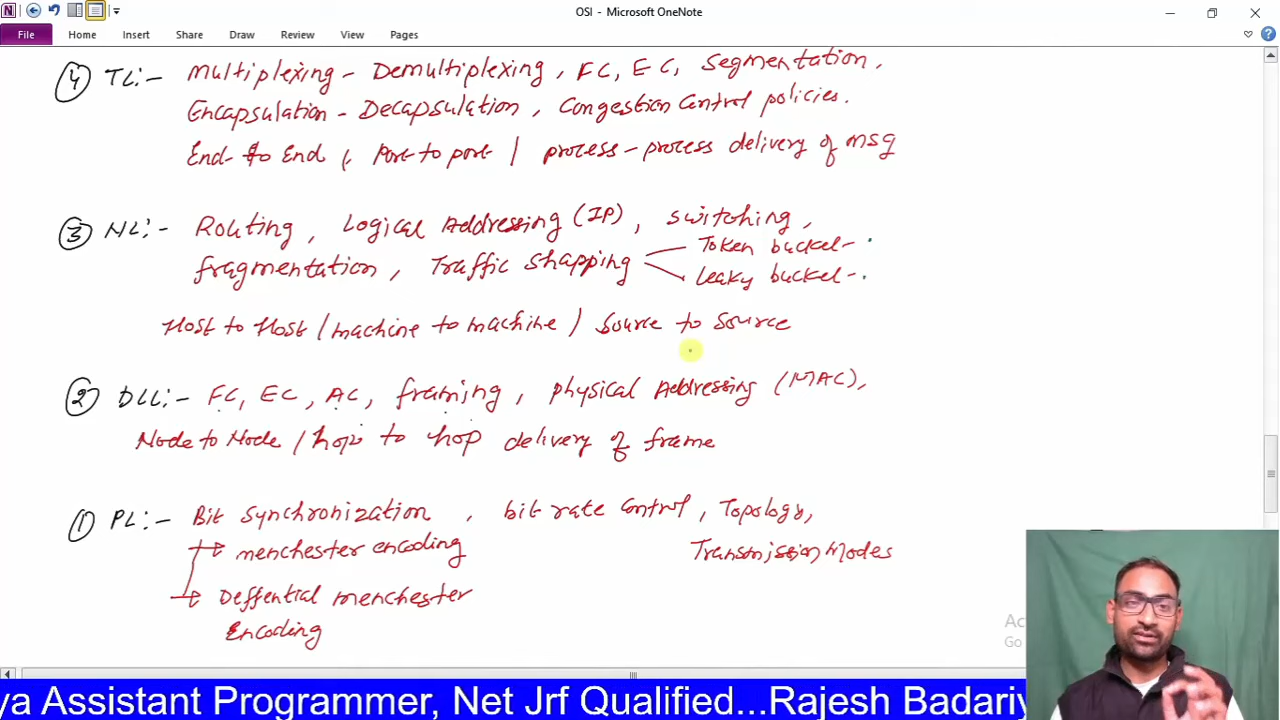 OSI - Microsoft OneNote
File Home Insert Share Draw Review View Pages
④ TL:- Multiplexing - Demultiplexing, FC, EC, Segmentation,
Encapsulation - Decapsulation, Congestion Control policies.
End to End, Port to port / process-process delivery of msg
③ NL:- Routing, Logical Addressing (IP), switching,
fragmentation, Traffic shapping
Token buckel-
Leaky buckel-
Host to Host / machine to machine / source to source
② DLL:- FC, EC, AC, framing, physical Addressing (MAC),
Node to Node / hop to hop delivery of frame
① PL:- Bit synchronization, bit rate control, Topology,
Transmission Modes
menchester encoding
Deffential menchester
Encoding
Ac
Go
ya Assistant Programmer, Net Jrf Qualified...Rajesh Badariy